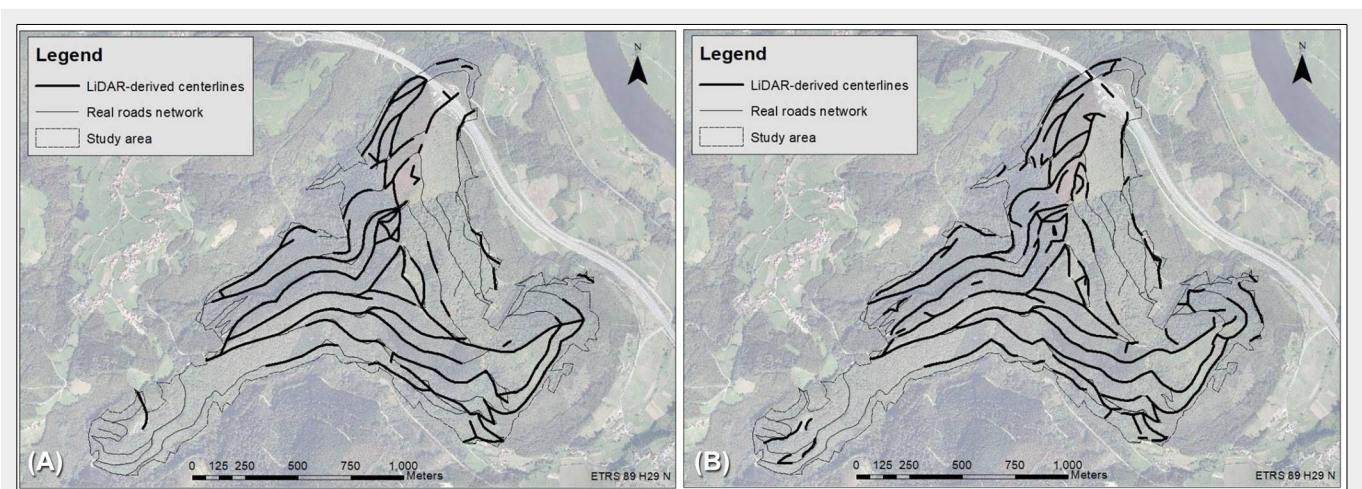 Legend
LiDAR-derived centerlines
Real roads network
Study area
N
(A)
0 125 250 500 750 1,000
Meters
ETRS 89 H29 N
Legend
LiDAR-derived centerlines
Real roads network
Study area
N
(B)
0 125 250 500 750 1,000
Meters
ETRS 89 H29 N